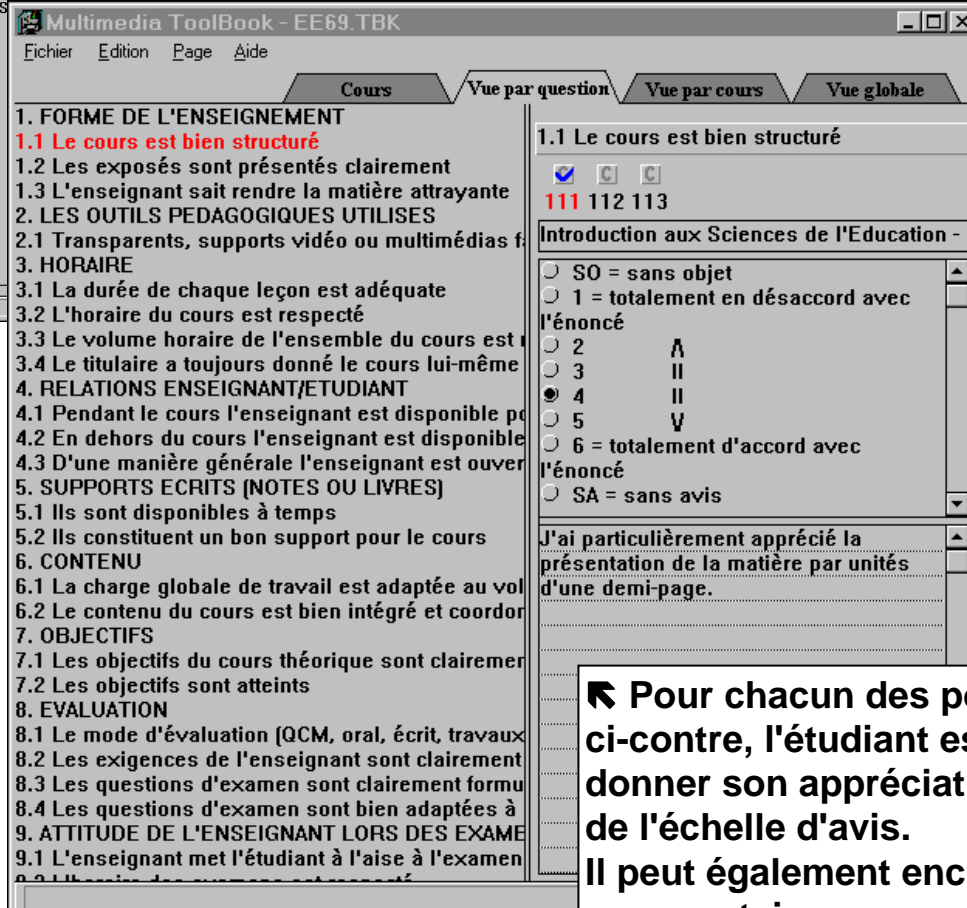 Multimedia ToolBook - EE69.TBK
Fichier Edition Page Aide
Cours Vue par question Vue par cours Vue globale
1. FORME DE L'ENSEIGNEMENT
1.1 Le cours est bien structuré
1.2 Les exposés sont présentés clairement
1.3 L'enseignant sait rendre la matière attrayante
2. LES OUTILS PEDAGOGIQUES UTILISES
2.1 Transparents, supports vidéo ou multimédias
3. HORAIRE
3.1 La durée de chaque leçon est adéquate
3.2 L'horaire du cours est respecté
3.3 Le volume horaire de l'ensemble du cours est
3.4 Le titulaire a toujours donné le cours lui-même
4. RELATIONS ENSEIGNANT/ETUDIANT
4.1 Pendant le cours l'enseignant est disponible
4.2 En dehors du cours l'enseignant est disponible
4.3 D'une manière générale l'enseignant est ouver
5. SUPPORTS ECRITS (NOTES OU LIVRES)
5.1 Ils sont disponibles à temps
5.2 Ils constituent un bon support pour le cours
6. CONTENU
6.1 La charge globale de travail est adaptée au vol
6.2 Le contenu du cours est bien intégré et coordor
7. OBJECTIFS
7.1 Les objectifs du cours théorique sont clairemer
7.2 Les objectifs sont atteints
8. EVALUATION
8.1 Le mode d'évaluation (QCM, oral, écrit, travaux
8.2 Les exigences de l'enseignant sont clairement
8.3 Les questions d'examen sont clairement formu
8.4 Les questions d'examen sont bien adaptées à
9. ATTITUDE DE L'ENSEIGNANT LORS DES EXAME
9.1 L'enseignant met l'étudiant à l'aise à l'examen
1.1 Le cours est bien structuré
C C
111 112 113
Introduction aux Sciences de l'Education -
SO = sans objet
1 = totalement en désaccord avec
l'énoncé
2 Λ
3 II
4 II
5 V
6 = totalement d'accord avec
l'énoncé
SA = sans avis
J'ai particulièrement apprécié la
présentation de la matière par unités
d'une demi-page.
Pour chacun des
ci-contre, l'étudiant
donner son appréciat
de l'échelle d'avis.
Il peut également enc